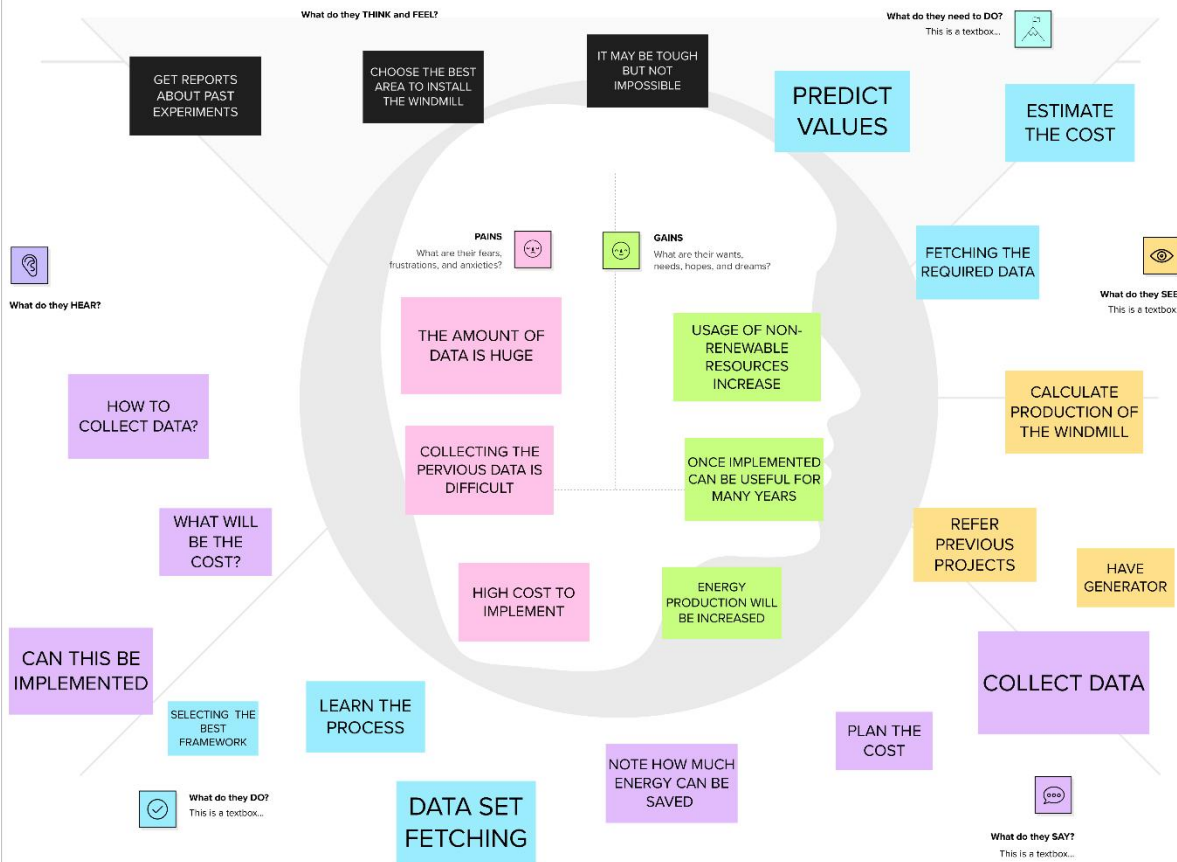 What do they THINK and FEEL?
What do they need to DO?
This is a textbox...
GET REPORTS
ABOUT PAST
EXPERIMENTS
CHOOSE THE BEST
AREA TO INSTALL
THE WINDMILL
IT MAY BE TOUGH
BUT NOT
IMPOSSIBLE
PREDICT
VALUES
ESTIMATE
THE COST
PAINS
What are their fears,
frustrations, and anxieties?
GAINS
What are their wants,
needs, hopes, and dreams?
FETCHING THE
REQUIRED DATA
What do they HEAR?
What do they SEE
This is a textbox
THE AMOUNT OF
DATA IS HUGE
USAGE OF NON-
RENEWABLE
RESOURCES
INCREASE
HOW TO
COLLECT DATA?
CALCULATE
PRODUCTION OF
THE WINDMILL
COLLECTING THE
PERVIOUS DATA IS
DIFFICULT
ONCE IMPLEMENTED
CAN BE USEFUL FOR
MANY YEARS
WHAT WILL
BE THE
COST?
REFER
PREVIOUS
PROJECTS
HAVE
GENERATOR
HIGH COST TO
IMPLEMENT
ENERGY
PRODUCTION WILL
BE INCREASED
CAN THIS BE
IMPLEMENTED
COLLECT DATA
SELECTING THE
BEST
FRAMEWORK
LEARN THE
PROCESS
PLAN THE
COST
NOTE HOW MUCH
ENERGY CAN BE
SAVED
What do they DO?
This is a textbox...
DATA SET
FETCHING
What do they SAY?
This is a textbox...